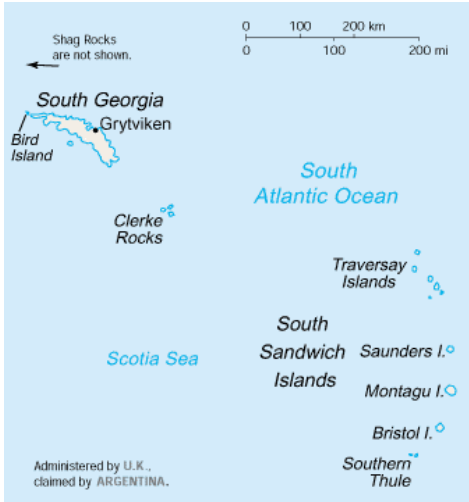 Shag Rocks
are not shown.
0 100 200 km
0 100 200 mi
South Georgia
Grytviken
Bird
Island
South
Atlantic Ocean
Clerke
Rocks
Traversay
Islands
South
Sandwich
Islands
Saunders I.
Scotia Sea
Montagu I.
Bristol I.
Southern
Thule
Administered by U.K.,
claimed by ARGENTINA.